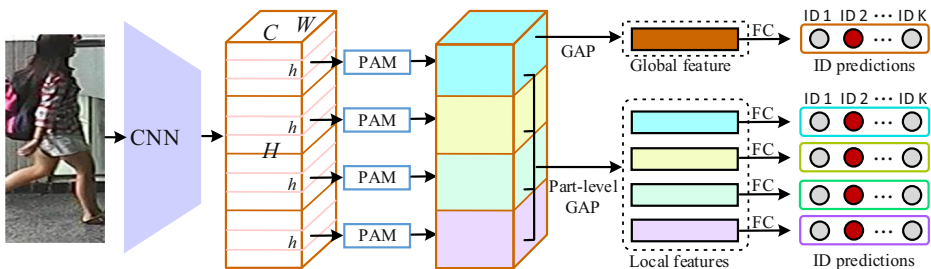 C W
ID 1 ID 2 ··· ID K
h PAM
GAP
FC
···
Global feature
ID predictions
CNN
h PAM
ID 1 ID 2 ··· ID K
FC
···
H
FC
···
h PAM
Part-level
GAP
FC
···
h PAM
FC
···
Local features
ID predictions